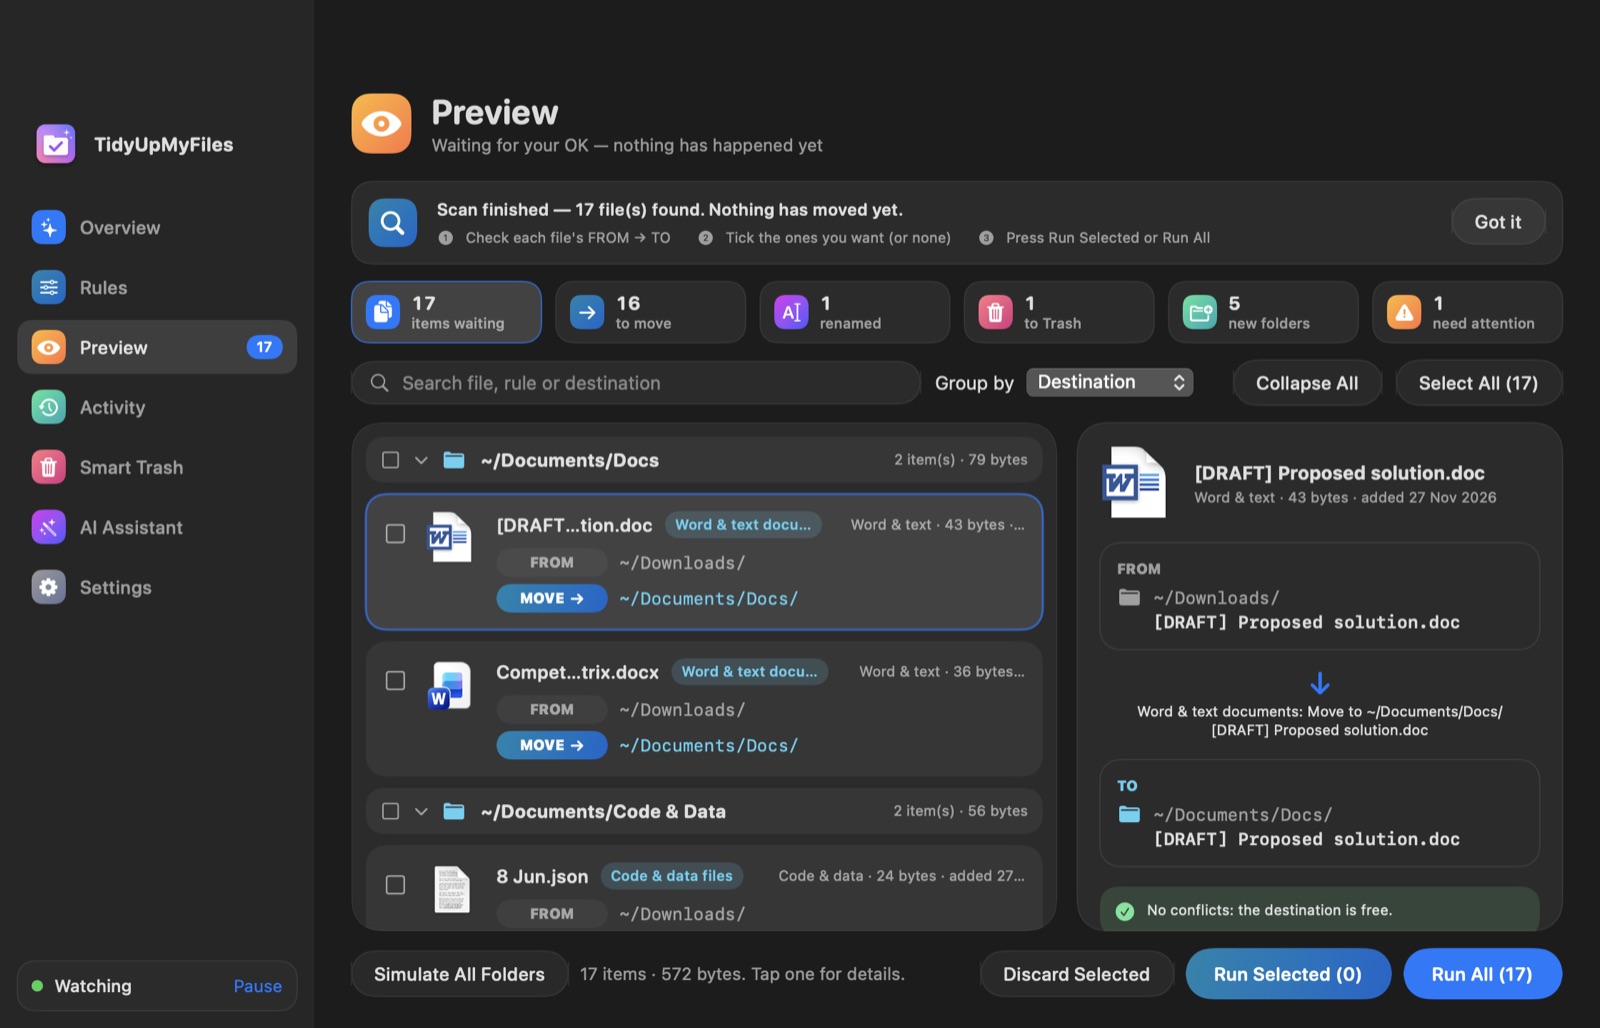 TidyUpMyFiles
Overview
Rules
Preview 17
Activity
Smart Trash
AI Assistant
Settings
Watching Pause
Preview
Waiting for your OK — nothing has happened yet
Scan finished — 17 file(s) found. Nothing has moved yet.
1 Check each file's FROM → TO 2 Tick the ones you want (or none) 3 Press Run Selected or Run All
Got it
17
items waiting
16
to move
1
renamed
1
to Trash
5
new folders
1
need attention
Search file, rule or destination
Group by Destination
Collapse All
Select All (17)
~/Documents/Docs 2 item(s) · 79 bytes
[DRAFT...tion.doc Word & text docu... Word & text · 43 bytes ·...
FROM ~/Downloads/
MOVE → ~/Documents/Docs/
Compet...trix.docx Word & text docu... Word & text · 36 bytes...
FROM ~/Downloads/
MOVE → ~/Documents/Docs/
~/Documents/Code & Data 2 item(s) · 56 bytes
8 Jun.json Code & data files Code & data · 24 bytes · added 27...
FROM ~/Downloads/
[DRAFT] Proposed solution.doc
Word & text · 43 bytes · added 27 Nov 2026
FROM
~/Downloads/
[DRAFT] Proposed solution.doc
Word & text documents: Move to ~/Documents/Docs/
[DRAFT] Proposed solution.doc
TO
~/Documents/Docs/
[DRAFT] Proposed solution.doc
No conflicts: the destination is free.
Simulate All Folders
17 items · 572 bytes. Tap one for details.
Discard Selected
Run Selected (0)
Run All (17)